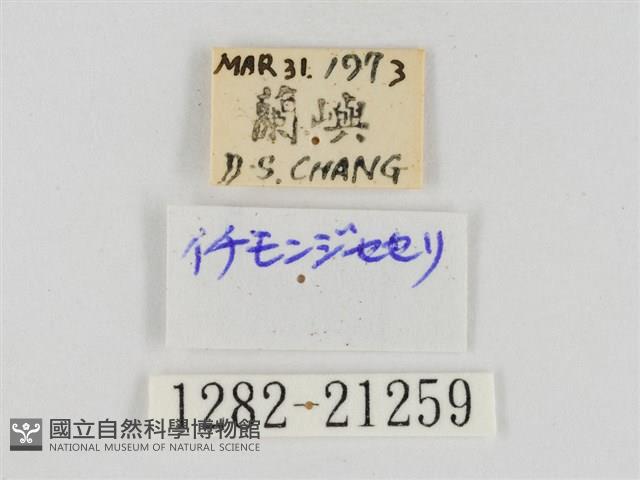 MAR 31. 1973
蘭嶼
D.S. CHANG
イチモンジセセリ
1282-21259
國立自然科學博物館
NATIONAL MUSEUM OF NATURAL SCIENCE